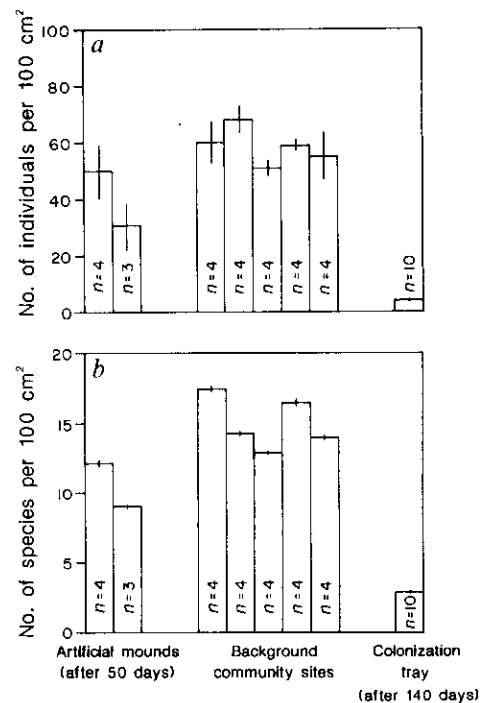 a
No. of individuals per 100 cm²
100
80
60
40
20
0
n=4
n=3
n=4
n=4
n=4
n=4
n=4
n=10
b
No. of species per 100 cm²
20
15
10
5
0
n=4
n=3
n=4
n=4
n=4
n=4
n=4
n=10
Artificial mounds
(after 50 days)
Background
community sites
Colonization
tray
(after 140 days)